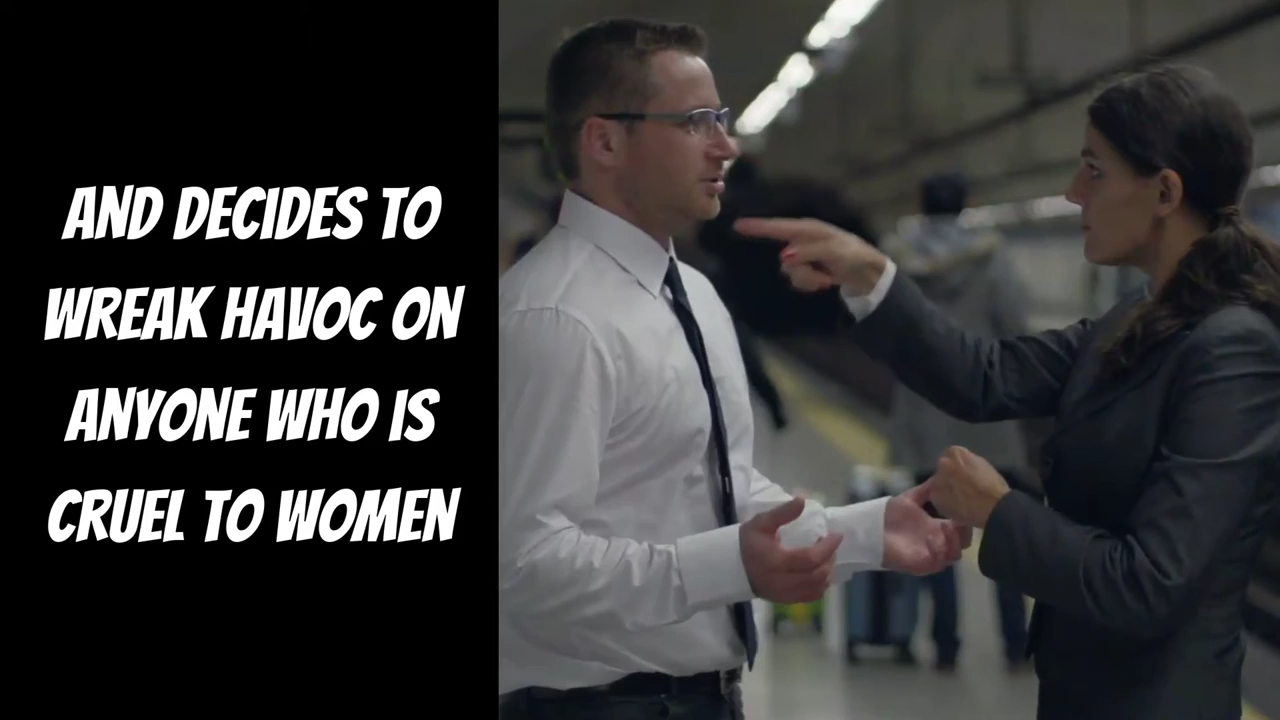 AND DECIDES TO
WREAK HAVOC ON
ANYONE WHO IS
CRUEL TO WOMEN